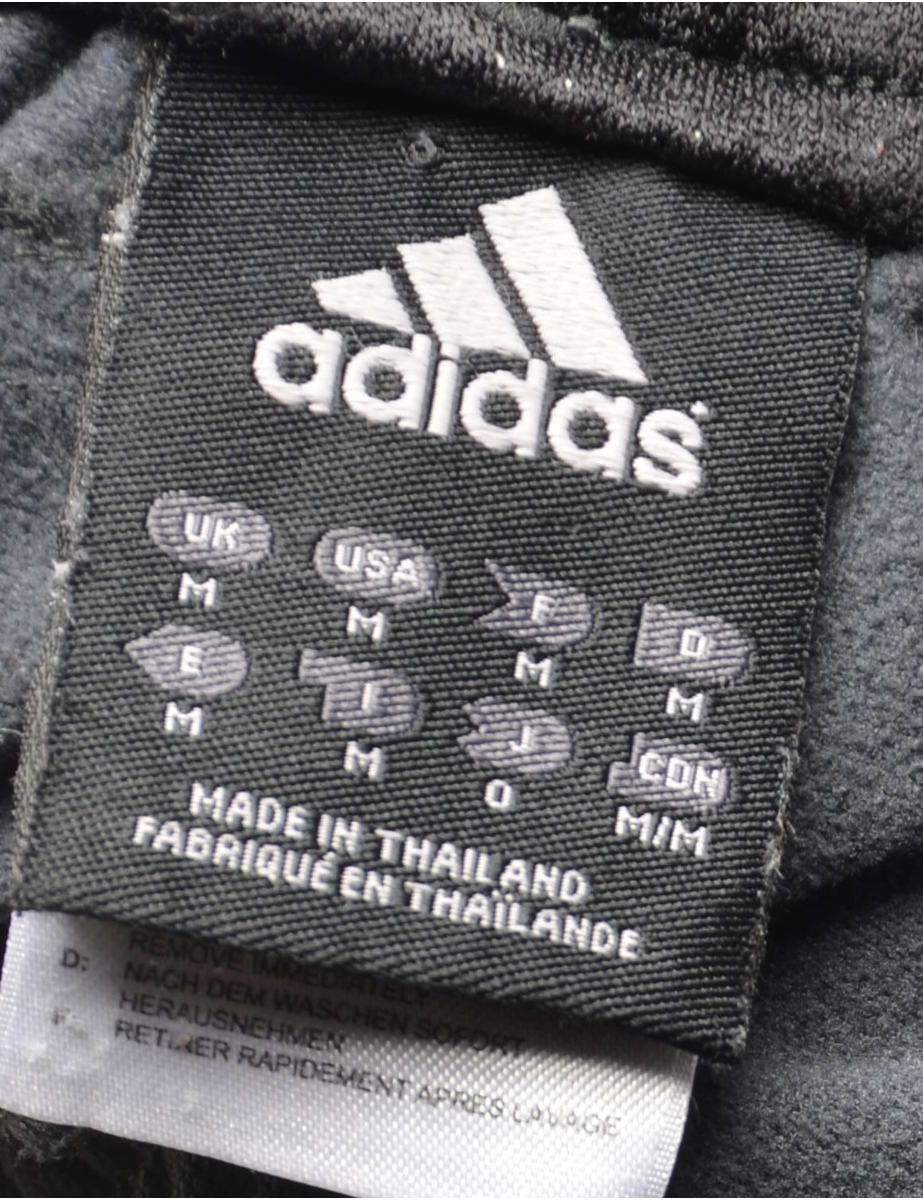 adidas
UK USA F D
M M M M
E I J CDN
M M O M/M
MADE IN THAILAND
FABRIQUÉ EN THAÏLANDE
REMOVE IMMEDIATELY
D: NACH DEM WASCHEN SOFORT
HERAUSNEHMEN
F: RETIRER RAPIDEMENT APRES LAVAGE